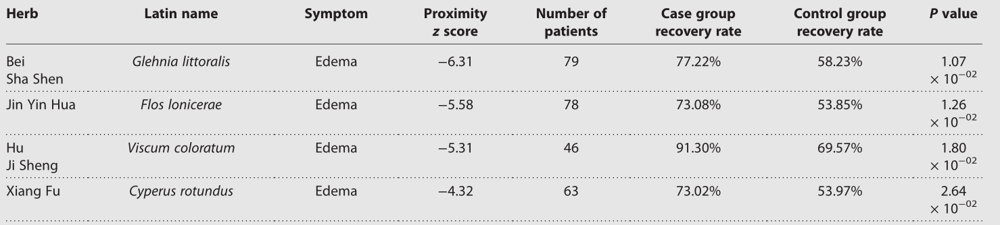 Herb Latin name Symptom Proximity z score Number of patients Case group recovery rate Control group recovery rate P value
Bei Sha Shen Glehnia littoralis Edema −6.31 79 77.22% 58.23% 1.07 × 10−02
Jin Yin Hua Flos lonicerae Edema −5.58 78 73.08% 53.85% 1.26 × 10−02
Hu Ji Sheng Viscum coloratum Edema −5.31 46 91.30% 69.57% 1.80 × 10−02
Xiang Fu Cyperus rotundus Edema −4.32 63 73.02% 53.97% 2.64 × 10−02